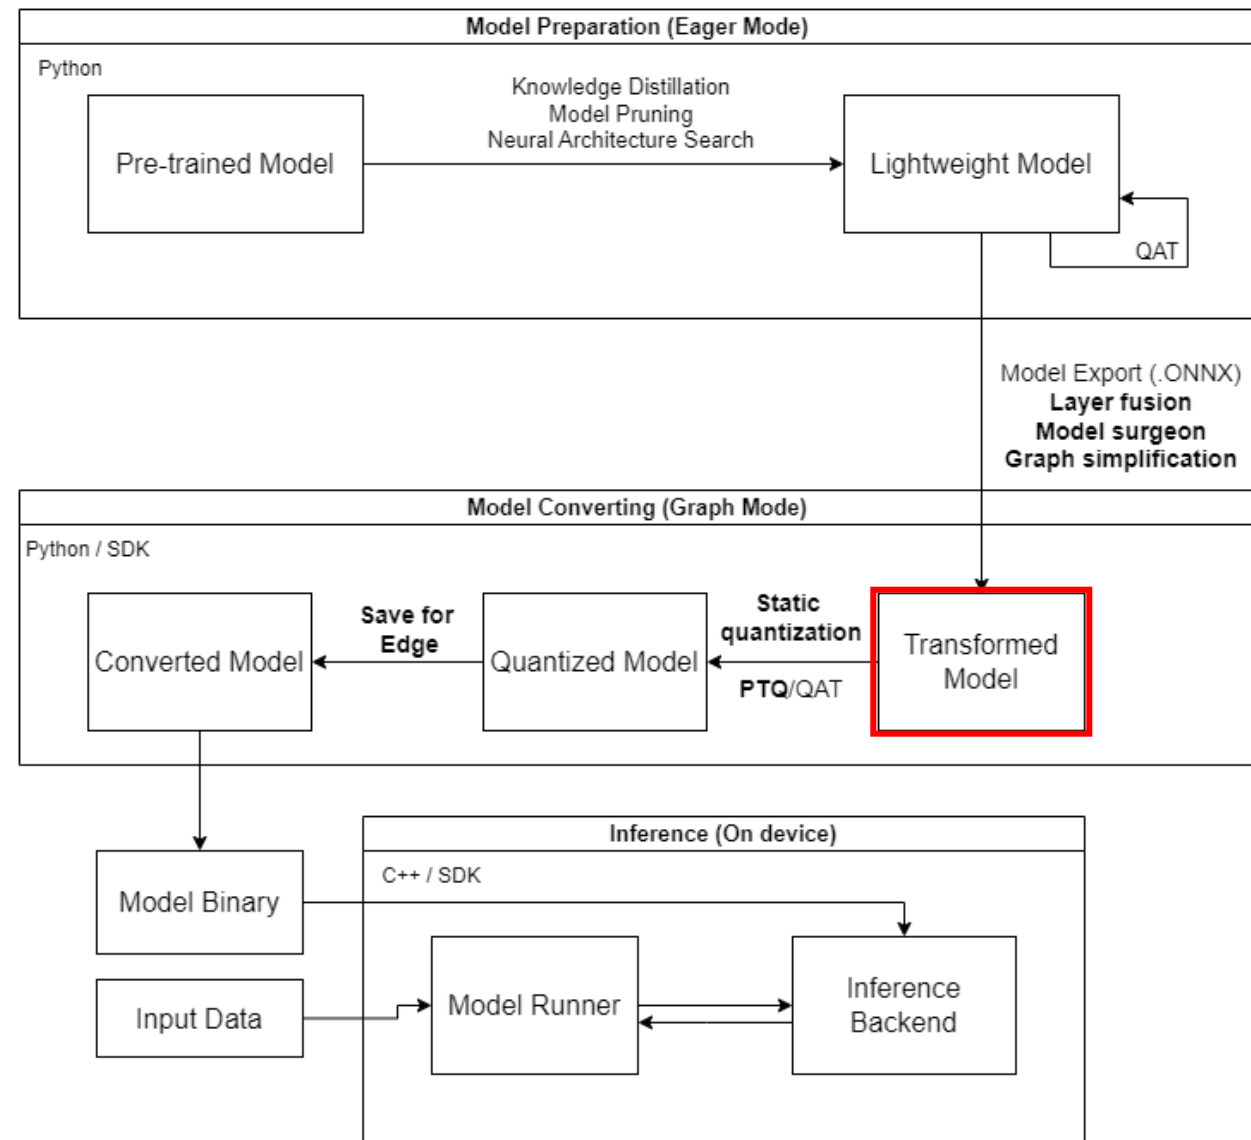 Model Preparation (Eager Mode)
Python
Knowledge Distillation
Model Pruning
Neural Architecture Search
Pre-trained Model
Lightweight Model
QAT
Model Export (.ONNX)
Layer fusion
Model surgeon
Graph simplification
Model Converting (Graph Mode)
Python / SDK
Converted Model
Save for
Edge
Quantized Model
Static
quantization
PTQ/QAT
Transformed
Model
Inference (On device)
C++ / SDK
Model Binary
Input Data
Model Runner
Inference
Backend